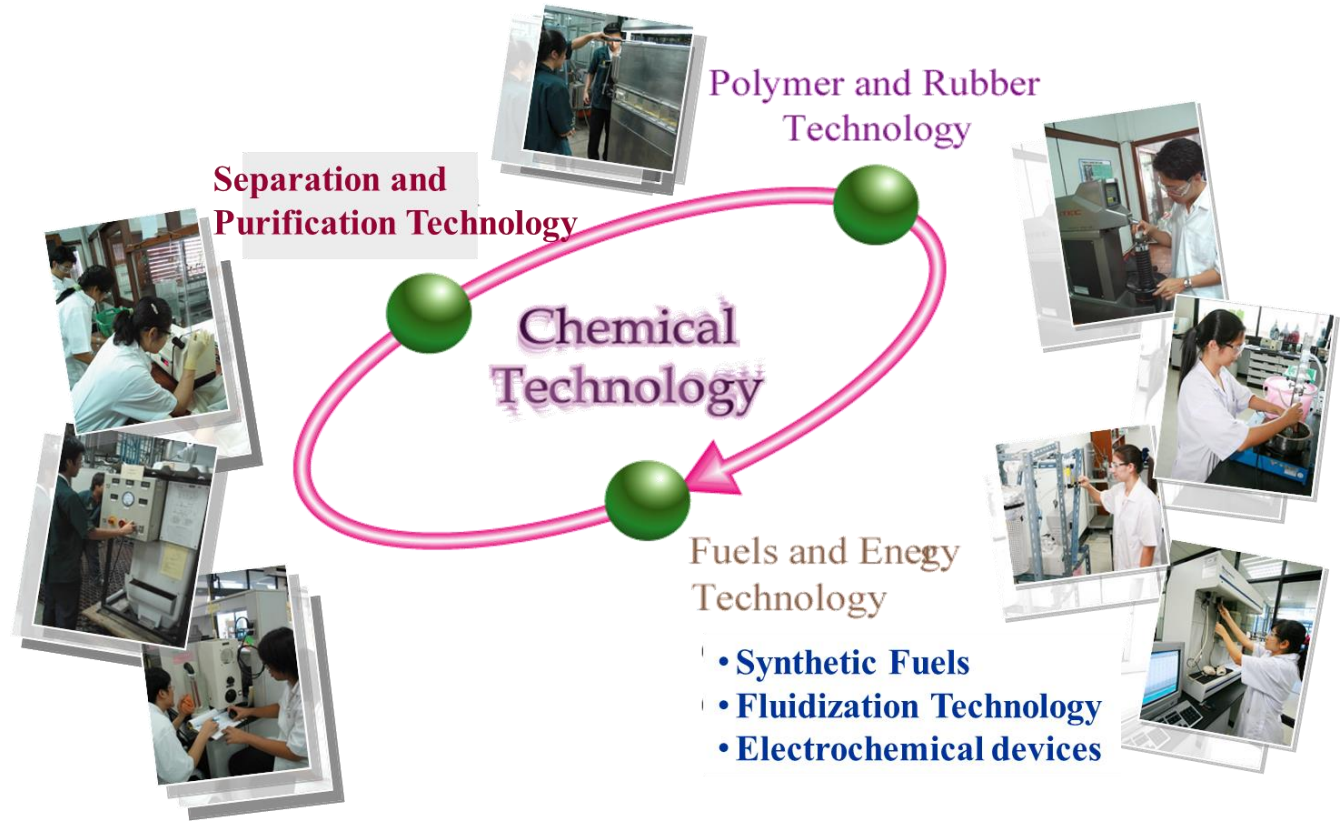 Polymer and Rubber
Technology
Separation and
Purification Technology
Chemical
Technology
Fuels and Energy
Technology
• Synthetic Fuels
• Fluidization Technology
• Electrochemical devices